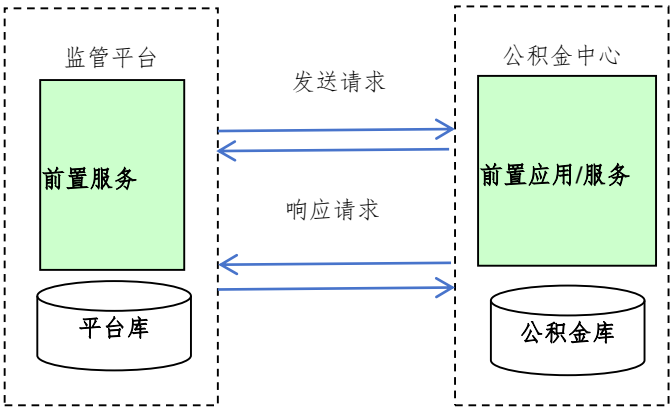 监管平台
公积金中心
发送请求
前置服务
前置应用/服务
响应请求
平台库
公积金库